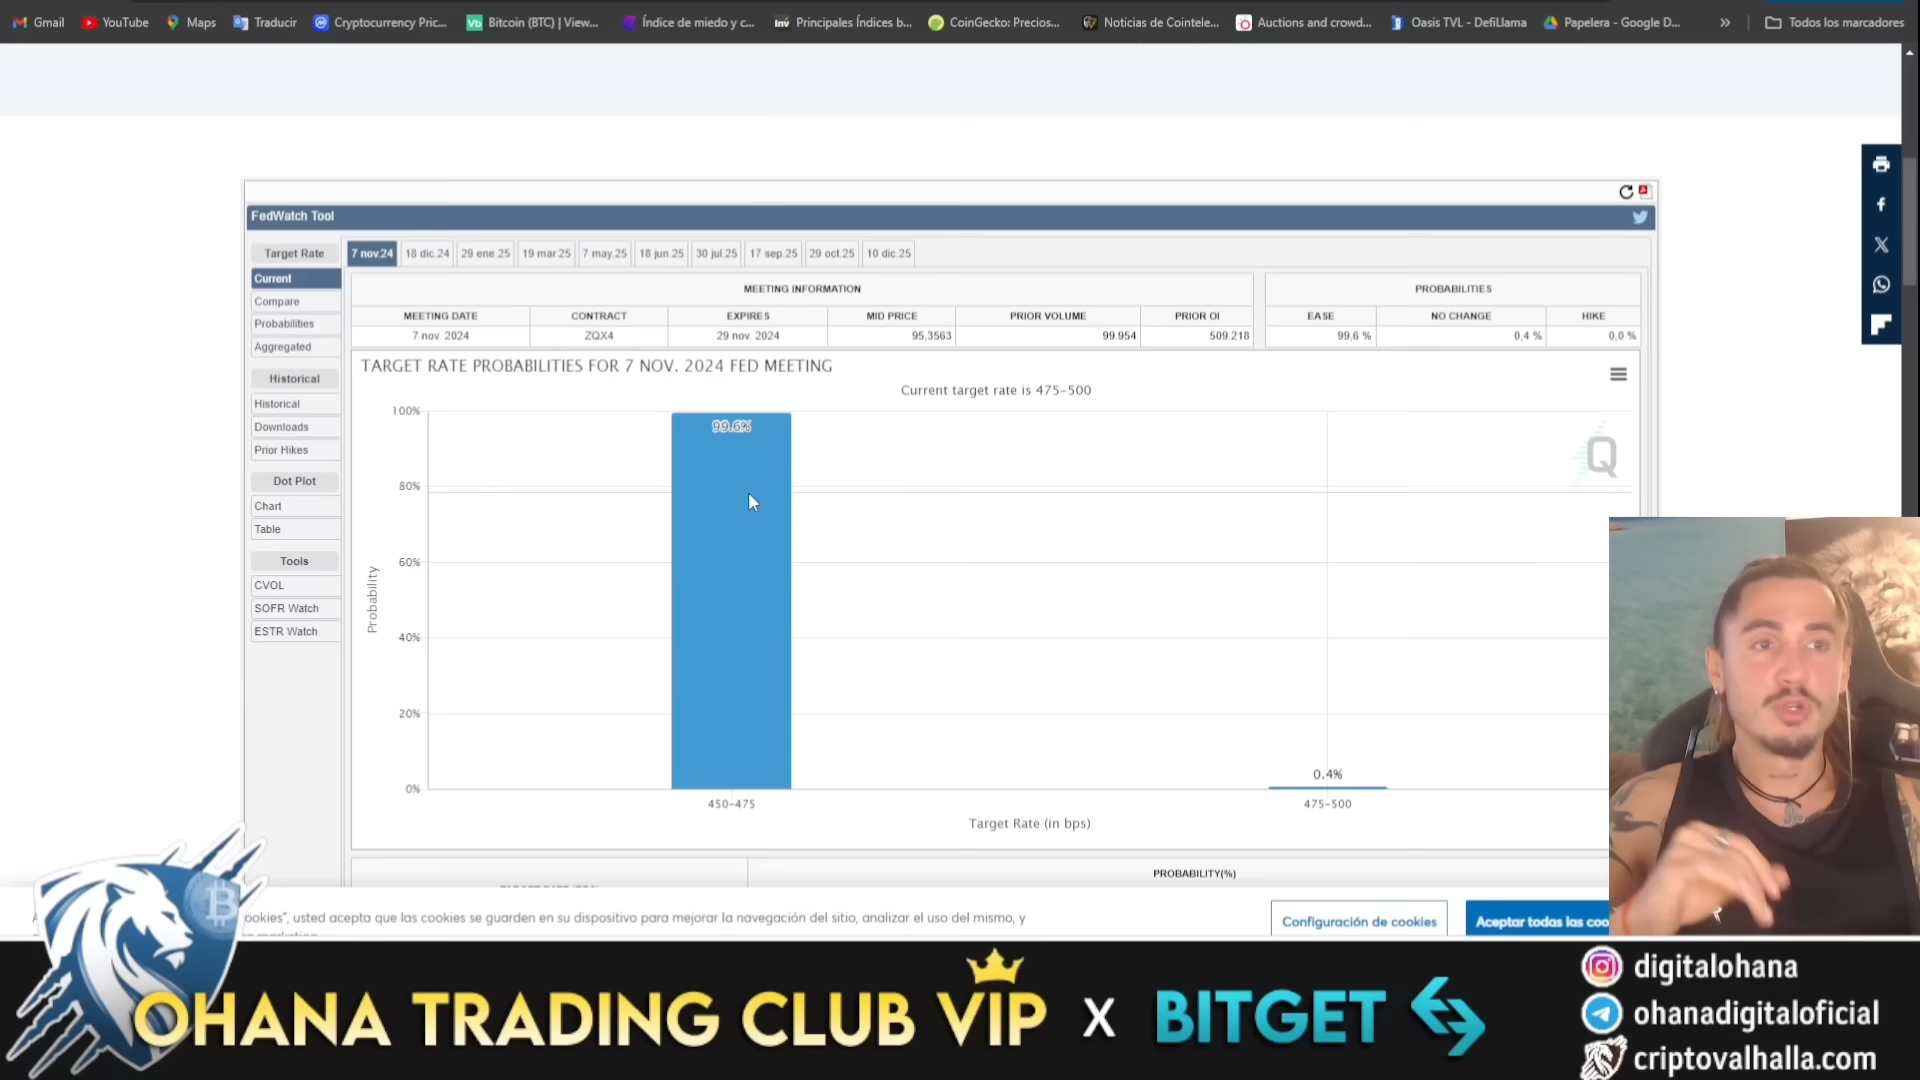 Gmail
YouTube
Maps
Traducir
Cryptocurrency Pric...
Bitcoin (BTC) | View...
Índice de miedo y c...
Principales Índices b...
CoinGecko: Precios...
Noticias de Cointele...
Auctions and crowd...
Oasis TVL - DefiLlama
Papelera - Google D...
»
Todos los marcadores
FedWatch Tool
Target Rate
Current
Compare
Probabilities
Aggregated
Historical
Historical
Downloads
Prior Hikes
Dot Plot
Chart
Table
Tools
CVOL
SOFR Watch
ESTR Watch
7 nov.24
18 dic.24
29 ene.25
19 mar.25
7 may.25
18 jun.25
30 jul.25
17 sep.25
29 oct.25
10 dic.25
MEETING INFORMATION
MEETING DATE CONTRACT EXPIRES MID PRICE PRIOR VOLUME PRIOR OI
7 nov. 2024 ZQX4 29 nov. 2024 95,3563 99.954 509.218
PROBABILITIES
EASE NO CHANGE HIKE
99,6 % 0,4 % 0,0 %
TARGET RATE PROBABILITIES FOR 7 NOV. 2024 FED MEETING
Current target rate is 475-500
Q
Probability
100%
80%
60%
40%
20%
0%
99.6%
0.4%
450-475
475-500
Target Rate (in bps)
PROBABILITY(%)
ookies", usted acepta que las cookies se guarden en su dispositivo para mejorar la navegación del sitio, analizar el uso del mismo, y
Configuración de cookies
Aceptar todas las coo
OHANA TRADING CLUB VIP X BITGET
digitalohana
ohanadigitaloficial
criptovalhalla.com